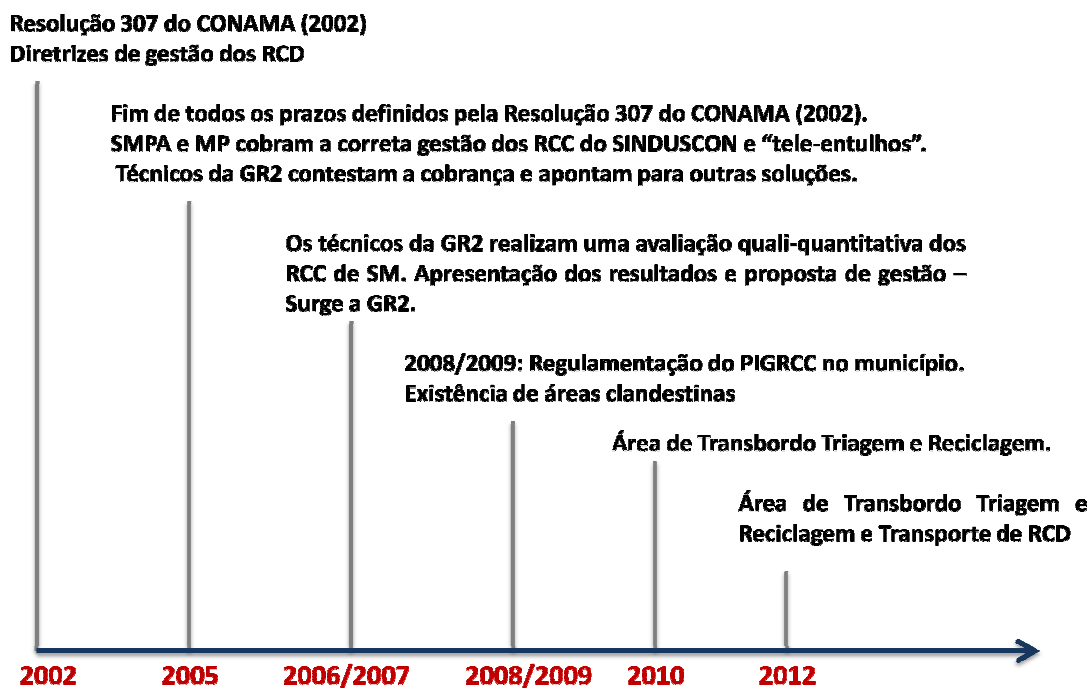 Resolução 307 do CONAMA (2002)
Diretrizes de gestão dos RCD
Fim de todos os prazos definidos pela Resolução 307 do CONAMA (2002).
SMPA e MP cobram a correta gestão dos RCC do SINDUSCON e “tele-entulhos”.
Técnicos da GR2 contestam a cobrança e apontam para outras soluções.
Os técnicos da GR2 realizam uma avaliação quali-quantitativa dos
RCC de SM. Apresentação dos resultados e proposta de gestão –
Surge a GR2.
2008/2009: Regulamentação do PIGRCC no município.
Existência de áreas clandestinas
Área de Transbordo Triagem e Reciclagem.
Área de Transbordo Triagem e
Reciclagem e Transporte de RCD
2002 2005 2006/2007 2008/2009 2010 2012